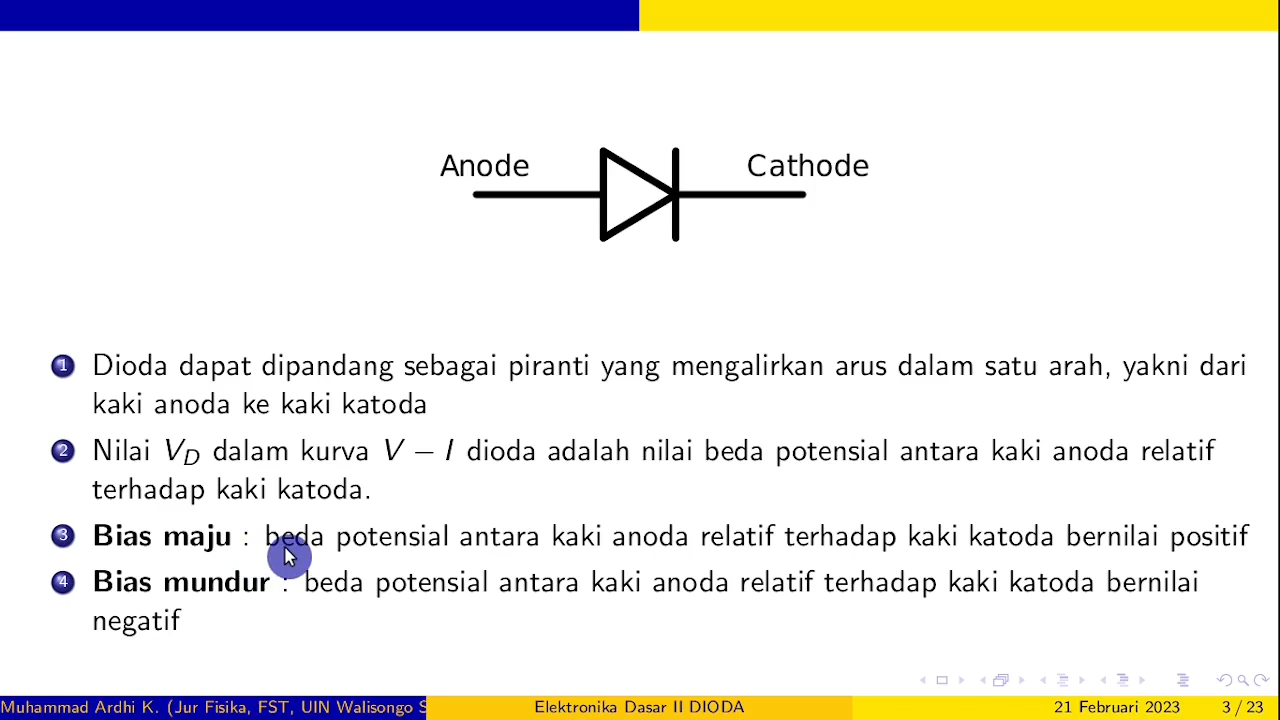 Anode
Cathode
1 Dioda dapat dipandang sebagai piranti yang mengalirkan arus dalam satu arah, yakni dari
kaki anoda ke kaki katoda
2 Nilai V_D dalam kurva V − I dioda adalah nilai beda potensial antara kaki anoda relatif
terhadap kaki katoda.
3 Bias maju : beda potensial antara kaki anoda relatif terhadap kaki katoda bernilai positif
4 Bias mundur : beda potensial antara kaki anoda relatif terhadap kaki katoda bernilai
negatif
Muhammad Ardhi K. (Jur Fisika, FST, UIN Walisongo S
Elektronika Dasar II DIODA
21 Februari 2023
3 / 23